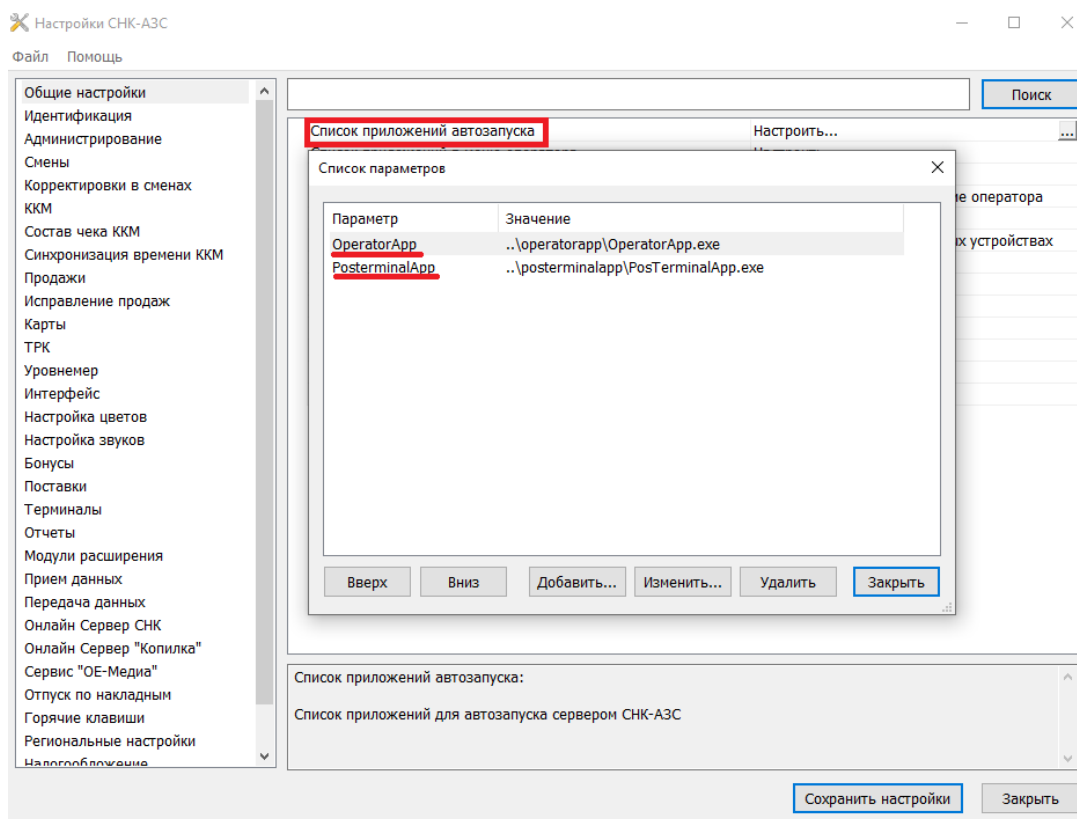 Настройки СНК-АЗС
Файл Помощь
Общие настройки
Идентификация
Администрирование
Смены
Корректировки в сменах
ККМ
Состав чека ККМ
Синхронизация времени ККМ
Продажи
Исправление продаж
Карты
ТРК
Уровнемер
Интерфейс
Настройка цветов
Настройка звуков
Бонусы
Поставки
Терминалы
Отчеты
Модули расширения
Прием данных
Передача данных
Онлайн Сервер СНК
Онлайн Сервер "Копилка"
Сервис "ОЕ-Медиа"
Отпуск по накладным
Горячие клавиши
Региональные настройки
Налогообложение
Поиск
Список приложений автозапуска Настроить... ...
Список параметров
е оператора
х устройствах
Параметр Значение
OperatorApp ..\operatorapp\OperatorApp.exe
PosterminalApp ..\posterminalapp\PosTerminalApp.exe
Вверх Вниз Добавить... Изменить... Удалить Закрыть
Список приложений автозапуска:
Список приложений для автозапуска сервером СНК-АЗС
Сохранить настройки Закрыть